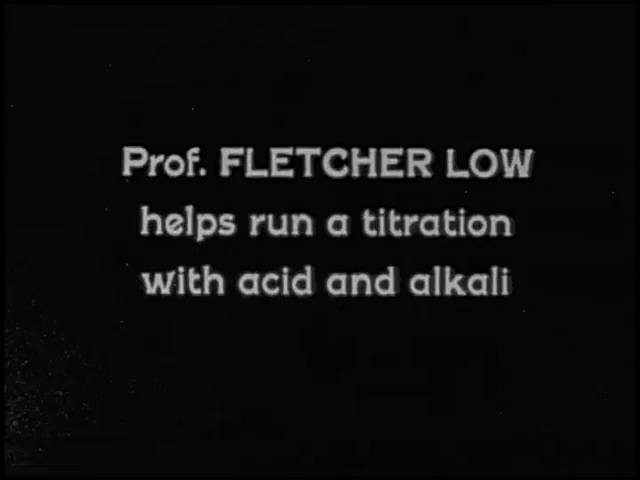 Prof. FLETCHER LOW
helps run a titration
with acid and alkali